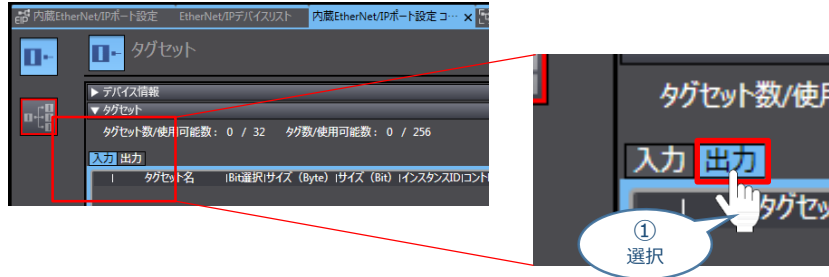 内蔵EtherNet/IPポート設定 EtherNet/IPデバイスリスト 内蔵EtherNet/IPポート設定 コ… ×
タグセット
▶ デバイス情報
▼ タグセット
タグセット数/使用可能数: 0 / 32 タグ数/使用可能数: 0 / 256
入力 出力
タグセット名 |Bit選択|サイズ（Byte）|サイズ（Bit）|インスタンスID|コント
タグセット数/使用
入力 出力
タグセッ
①
選択